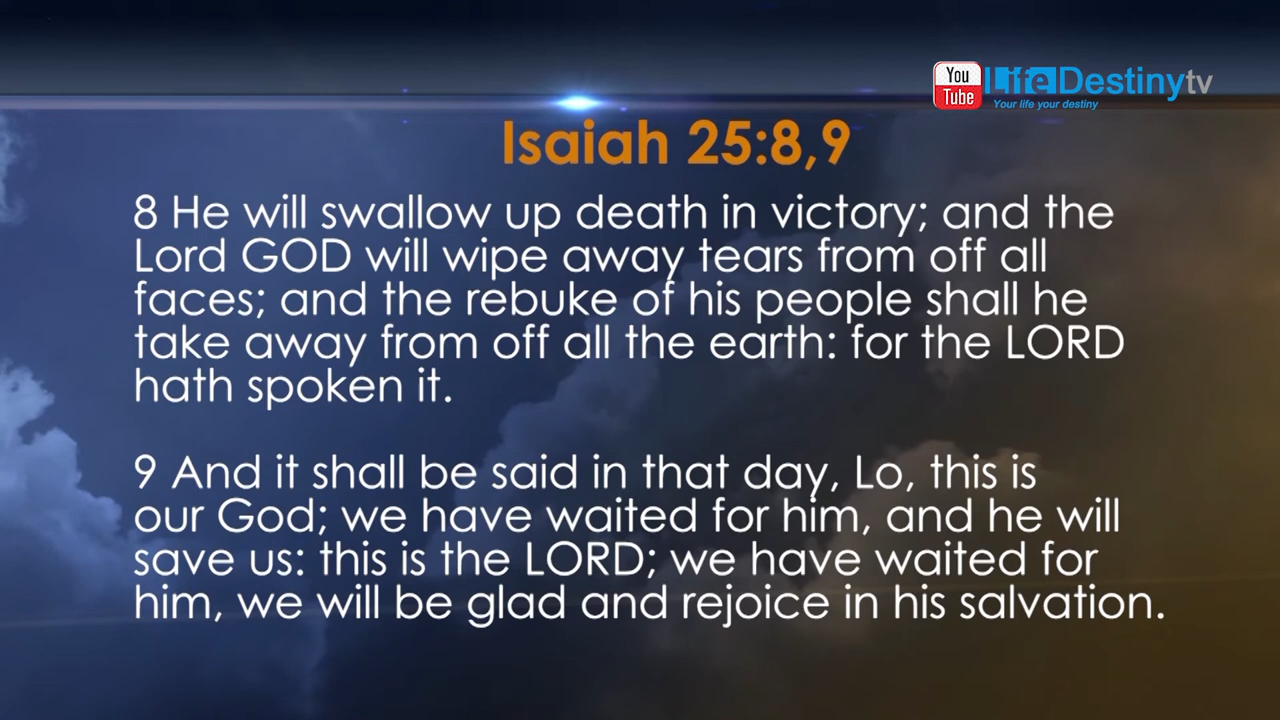 You
Tube
LifeDestinytv
Your life your destiny
Isaiah 25:8,9
8 He will swallow up death in victory; and the
Lord GOD will wipe away tears from off all
faces; and the rebuke of his people shall he
take away from off all the earth: for the LORD
hath spoken it.
9 And it shall be said in that day, Lo, this is
our God; we have waited for him, and he will
save us: this is the LORD; we have waited for
him, we will be glad and rejoice in his salvation.